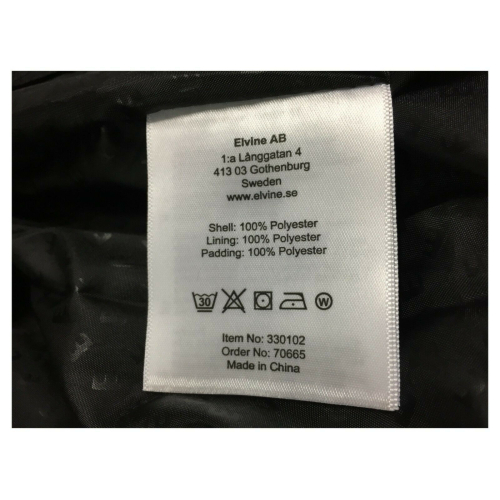 Elvine AB
1:a Långgatan 4
413 03 Gothenburg
Sweden
www.elvine.se
Shell: 100% Polyester
Lining: 100% Polyester
Padding: 100% Polyester
30 W
Item No: 330102
Order No: 70665
Made in China